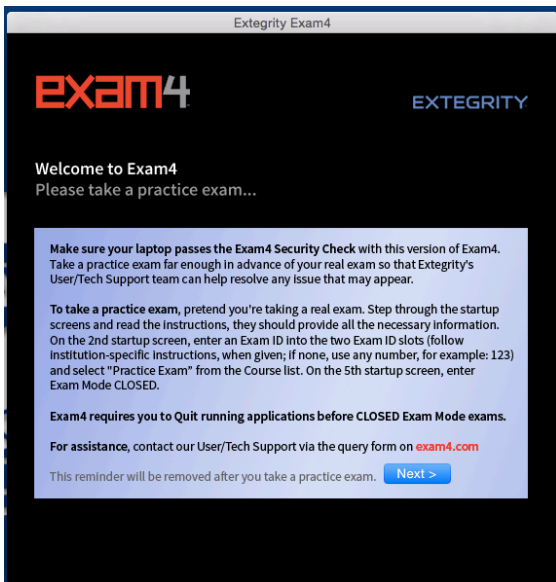 Extegrity Exam4
exam4
EXTEGRITY
Welcome to Exam4
Please take a practice exam...
Make sure your laptop passes the Exam4 Security Check with this version of Exam4.
Take a practice exam far enough in advance of your real exam so that Extegrity's
User/Tech Support team can help resolve any issue that may appear.
To take a practice exam, pretend you're taking a real exam. Step through the startup
screens and read the instructions, they should provide all the necessary information.
On the 2nd startup screen, enter an Exam ID into the two Exam ID slots (follow
institution-specific instructions, when given; if none, use any number, for example: 123)
and select "Practice Exam" from the Course list. On the 5th startup screen, enter
Exam Mode CLOSED.
Exam4 requires you to Quit running applications before CLOSED Exam Mode exams.
For assistance, contact our User/Tech Support via the query form on exam4.com
This reminder will be removed after you take a practice exam. Next >